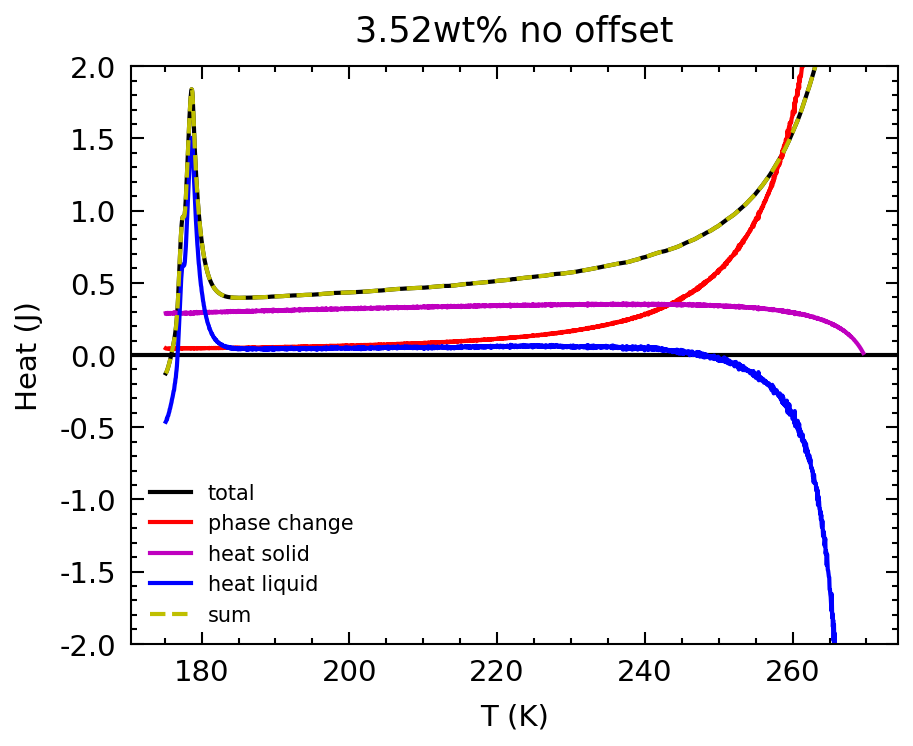 3.52wt% no offset
2.0
1.5
1.0
0.5
0.0
-0.5
-1.0
-1.5
-2.0
Heat (J)
total
phase change
heat solid
heat liquid
sum
180 200 220 240 260
T (K)